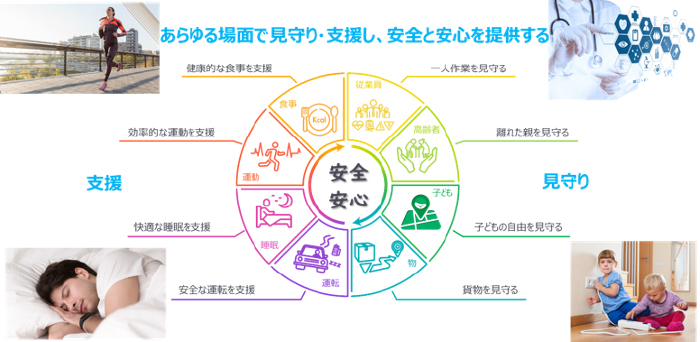 あらゆる場面で見守り・支援し、安全と安心を提供する
健康的な食事を支援
一人作業を見守る
食事
従業員
Kcal
効率的な運動を支援
高齢者
離れた親を見守る
運動
安全
安心
支援
見守り
子ども
快適な睡眠を支援
睡眠
子どもの自由を見守る
運転
物
zzz
安全な運転を支援
貨物を見守る